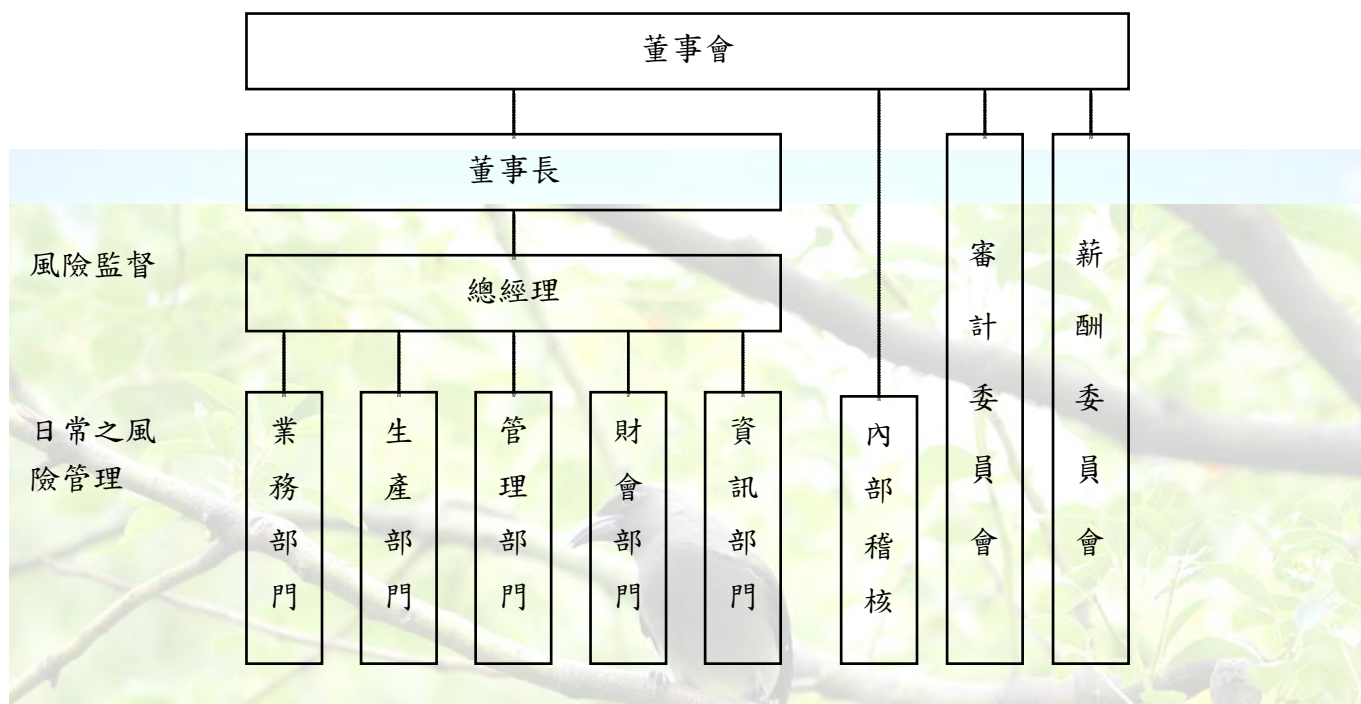 董事會
董事長
風險監督
總經理
日常之風
險管理
業務部門
生產部門
管理部門
財會部門
資訊部門
內部稽核
審計委員會
薪酬委員會